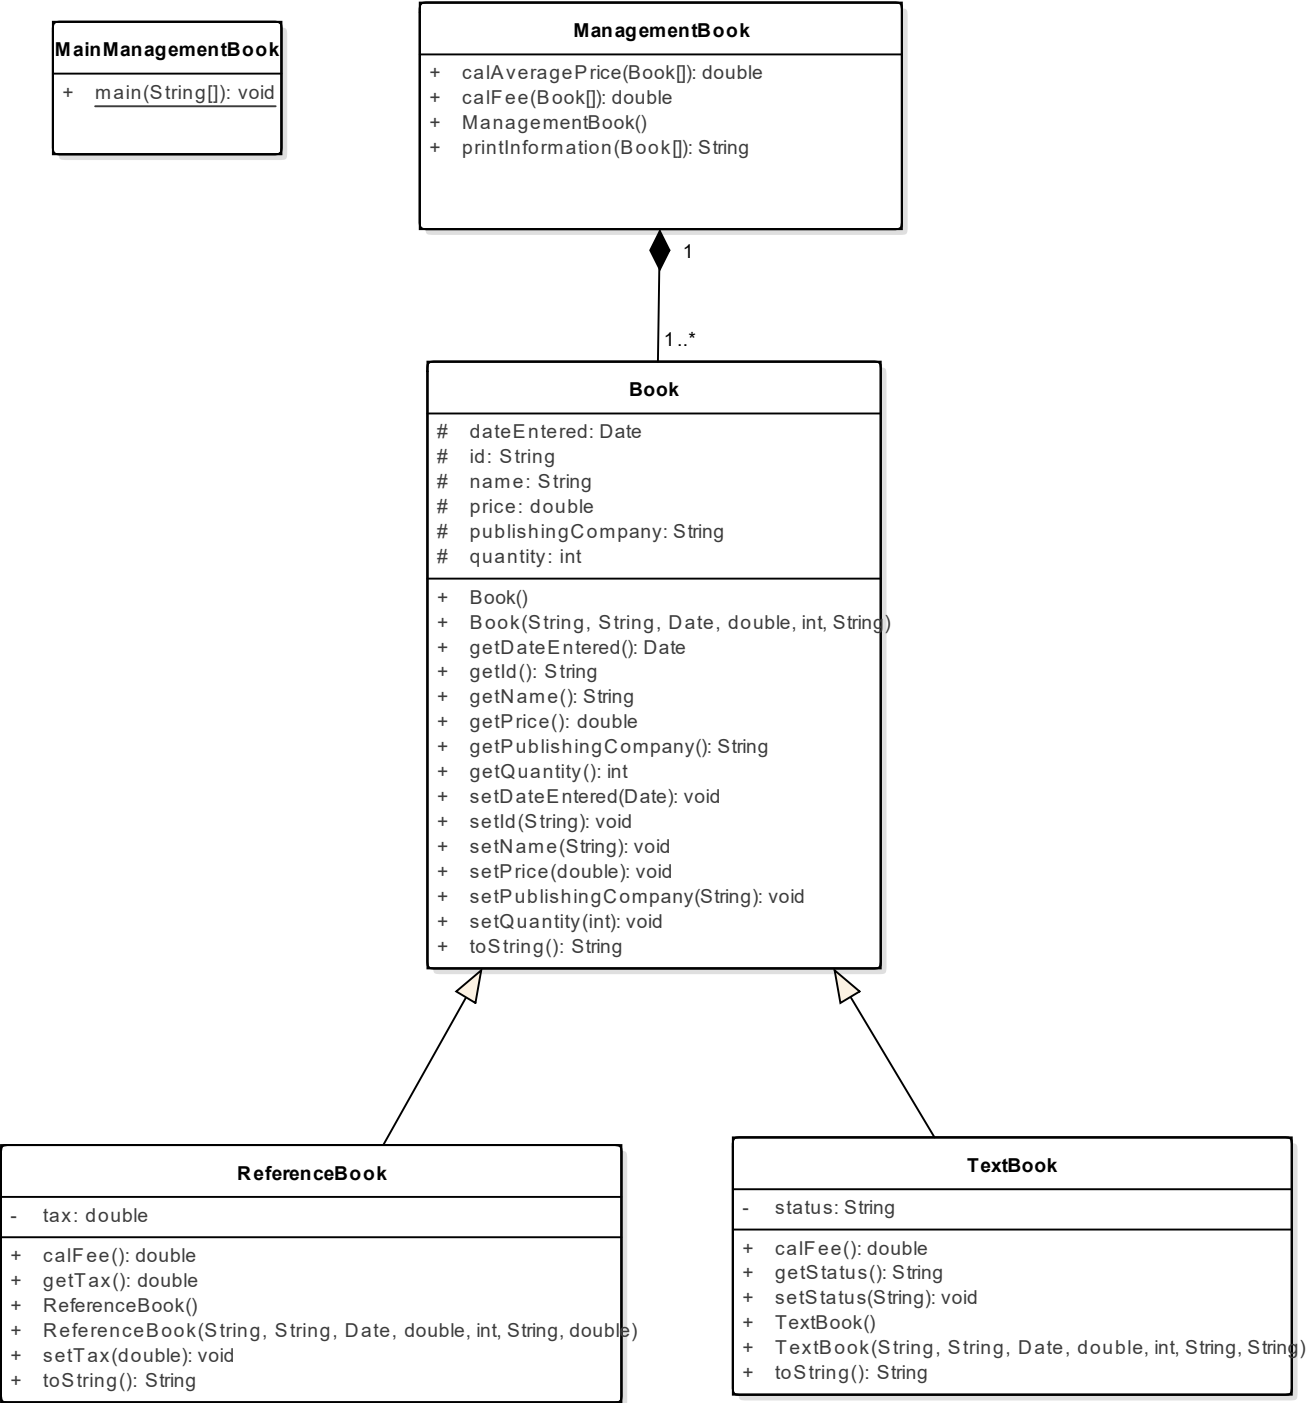 MainManagementBook
+ main(String[]): void
ManagementBook
+ calAveragePrice(Book[]): double
+ calFee(Book[]): double
+ ManagementBook()
+ printInformation(Book[]): String
1
1..*
Book
# dateEntered: Date
# id: String
# name: String
# price: double
# publishingCompany: String
# quantity: int
+ Book()
+ Book(String, String, Date, double, int, String)
+ getDateEntered(): Date
+ getId(): String
+ getName(): String
+ getPrice(): double
+ getPublishingCompany(): String
+ getQuantity(): int
+ setDateEntered(Date): void
+ setId(String): void
+ setName(String): void
+ setPrice(double): void
+ setPublishingCompany(String): void
+ setQuantity(int): void
+ toString(): String
ReferenceBook
- tax: double
+ calFee(): double
+ getTax(): double
+ ReferenceBook()
+ ReferenceBook(String, String, Date, double, int, String, double)
+ setTax(double): void
+ toString(): String
TextBook
- status: String
+ calFee(): double
+ getStatus(): String
+ setStatus(String): void
+ TextBook()
+ TextBook(String, String, Date, double, int, String, String)
+ toString(): String